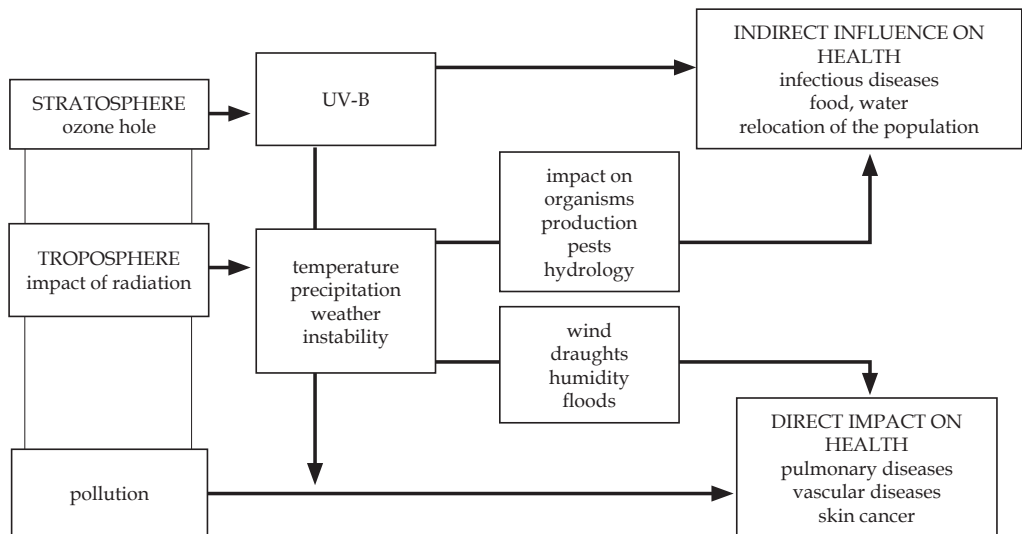 STRATOSPHERE
ozone hole
UV-B
INDIRECT INFLUENCE ON
HEALTH
infectious diseases
food, water
relocation of the population
TROPOSPHERE
impact of radiation
temperature
precipitation
weather
instability
impact on
organisms
production
pests
hydrology
wind
draughts
humidity
floods
pollution
DIRECT IMPACT ON
HEALTH
pulmonary diseases
vascular diseases
skin cancer